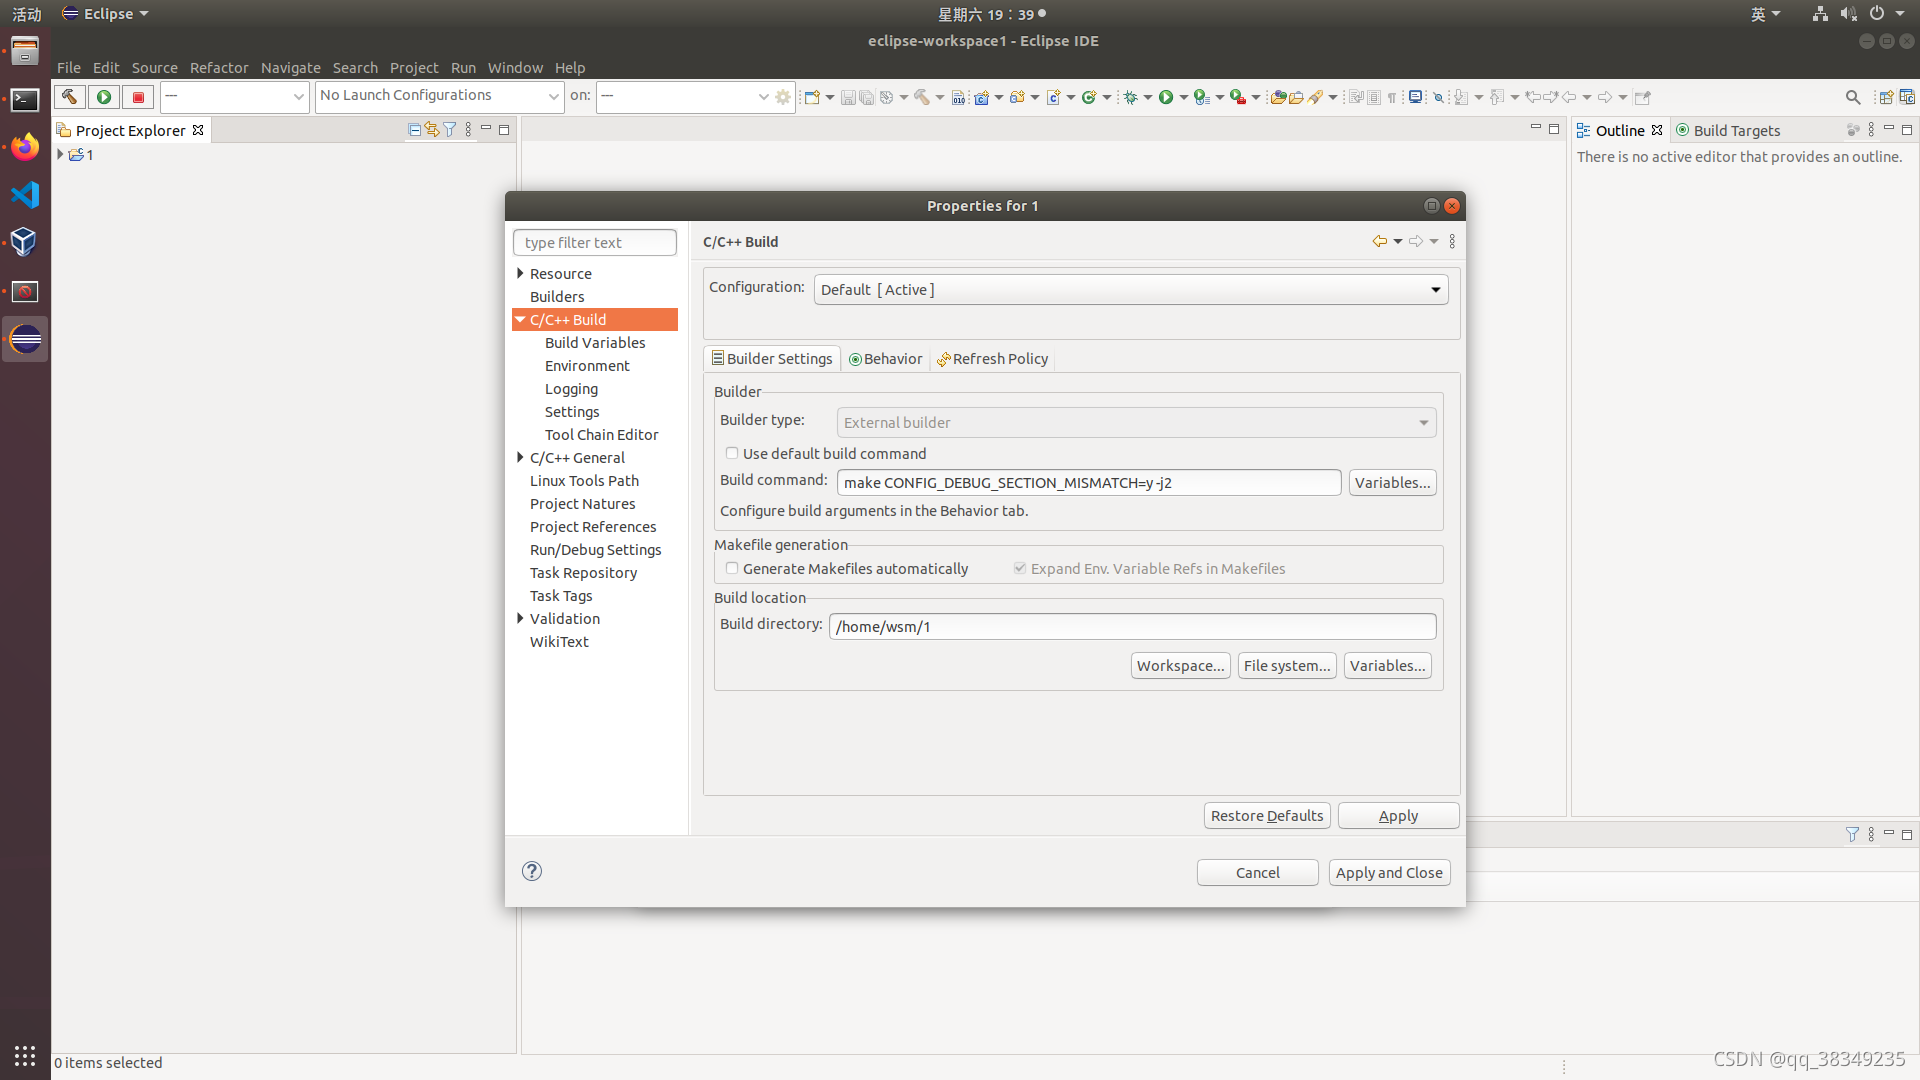 活动
Eclipse
星期六 19：39
英
eclipse-workspace1 - Eclipse IDE
File Edit Source Refactor Navigate Search Project Run Window Help
---
No Launch Configurations
on:
---
Project Explorer
1
Outline
Build Targets
There is no active editor that provides an outline.
Properties for 1
type filter text
Resource
Builders
C/C++ Build
Build Variables
Environment
Logging
Settings
Tool Chain Editor
C/C++ General
Linux Tools Path
Project Natures
Project References
Run/Debug Settings
Task Repository
Task Tags
Validation
WikiText
C/C++ Build
Configuration: Default [ Active ]
Builder Settings
Behavior
Refresh Policy
Builder
Builder type: External builder
Use default build command
Build command: make CONFIG_DEBUG_SECTION_MISMATCH=y -j2 Variables...
Configure build arguments in the Behavior tab.
Makefile generation
Generate Makefiles automatically
Expand Env. Variable Refs in Makefiles
Build location
Build directory: /home/wsm/1
Workspace... File system... Variables...
Restore Defaults Apply
Cancel Apply and Close
0 items selected
CSDN @qq_38349235